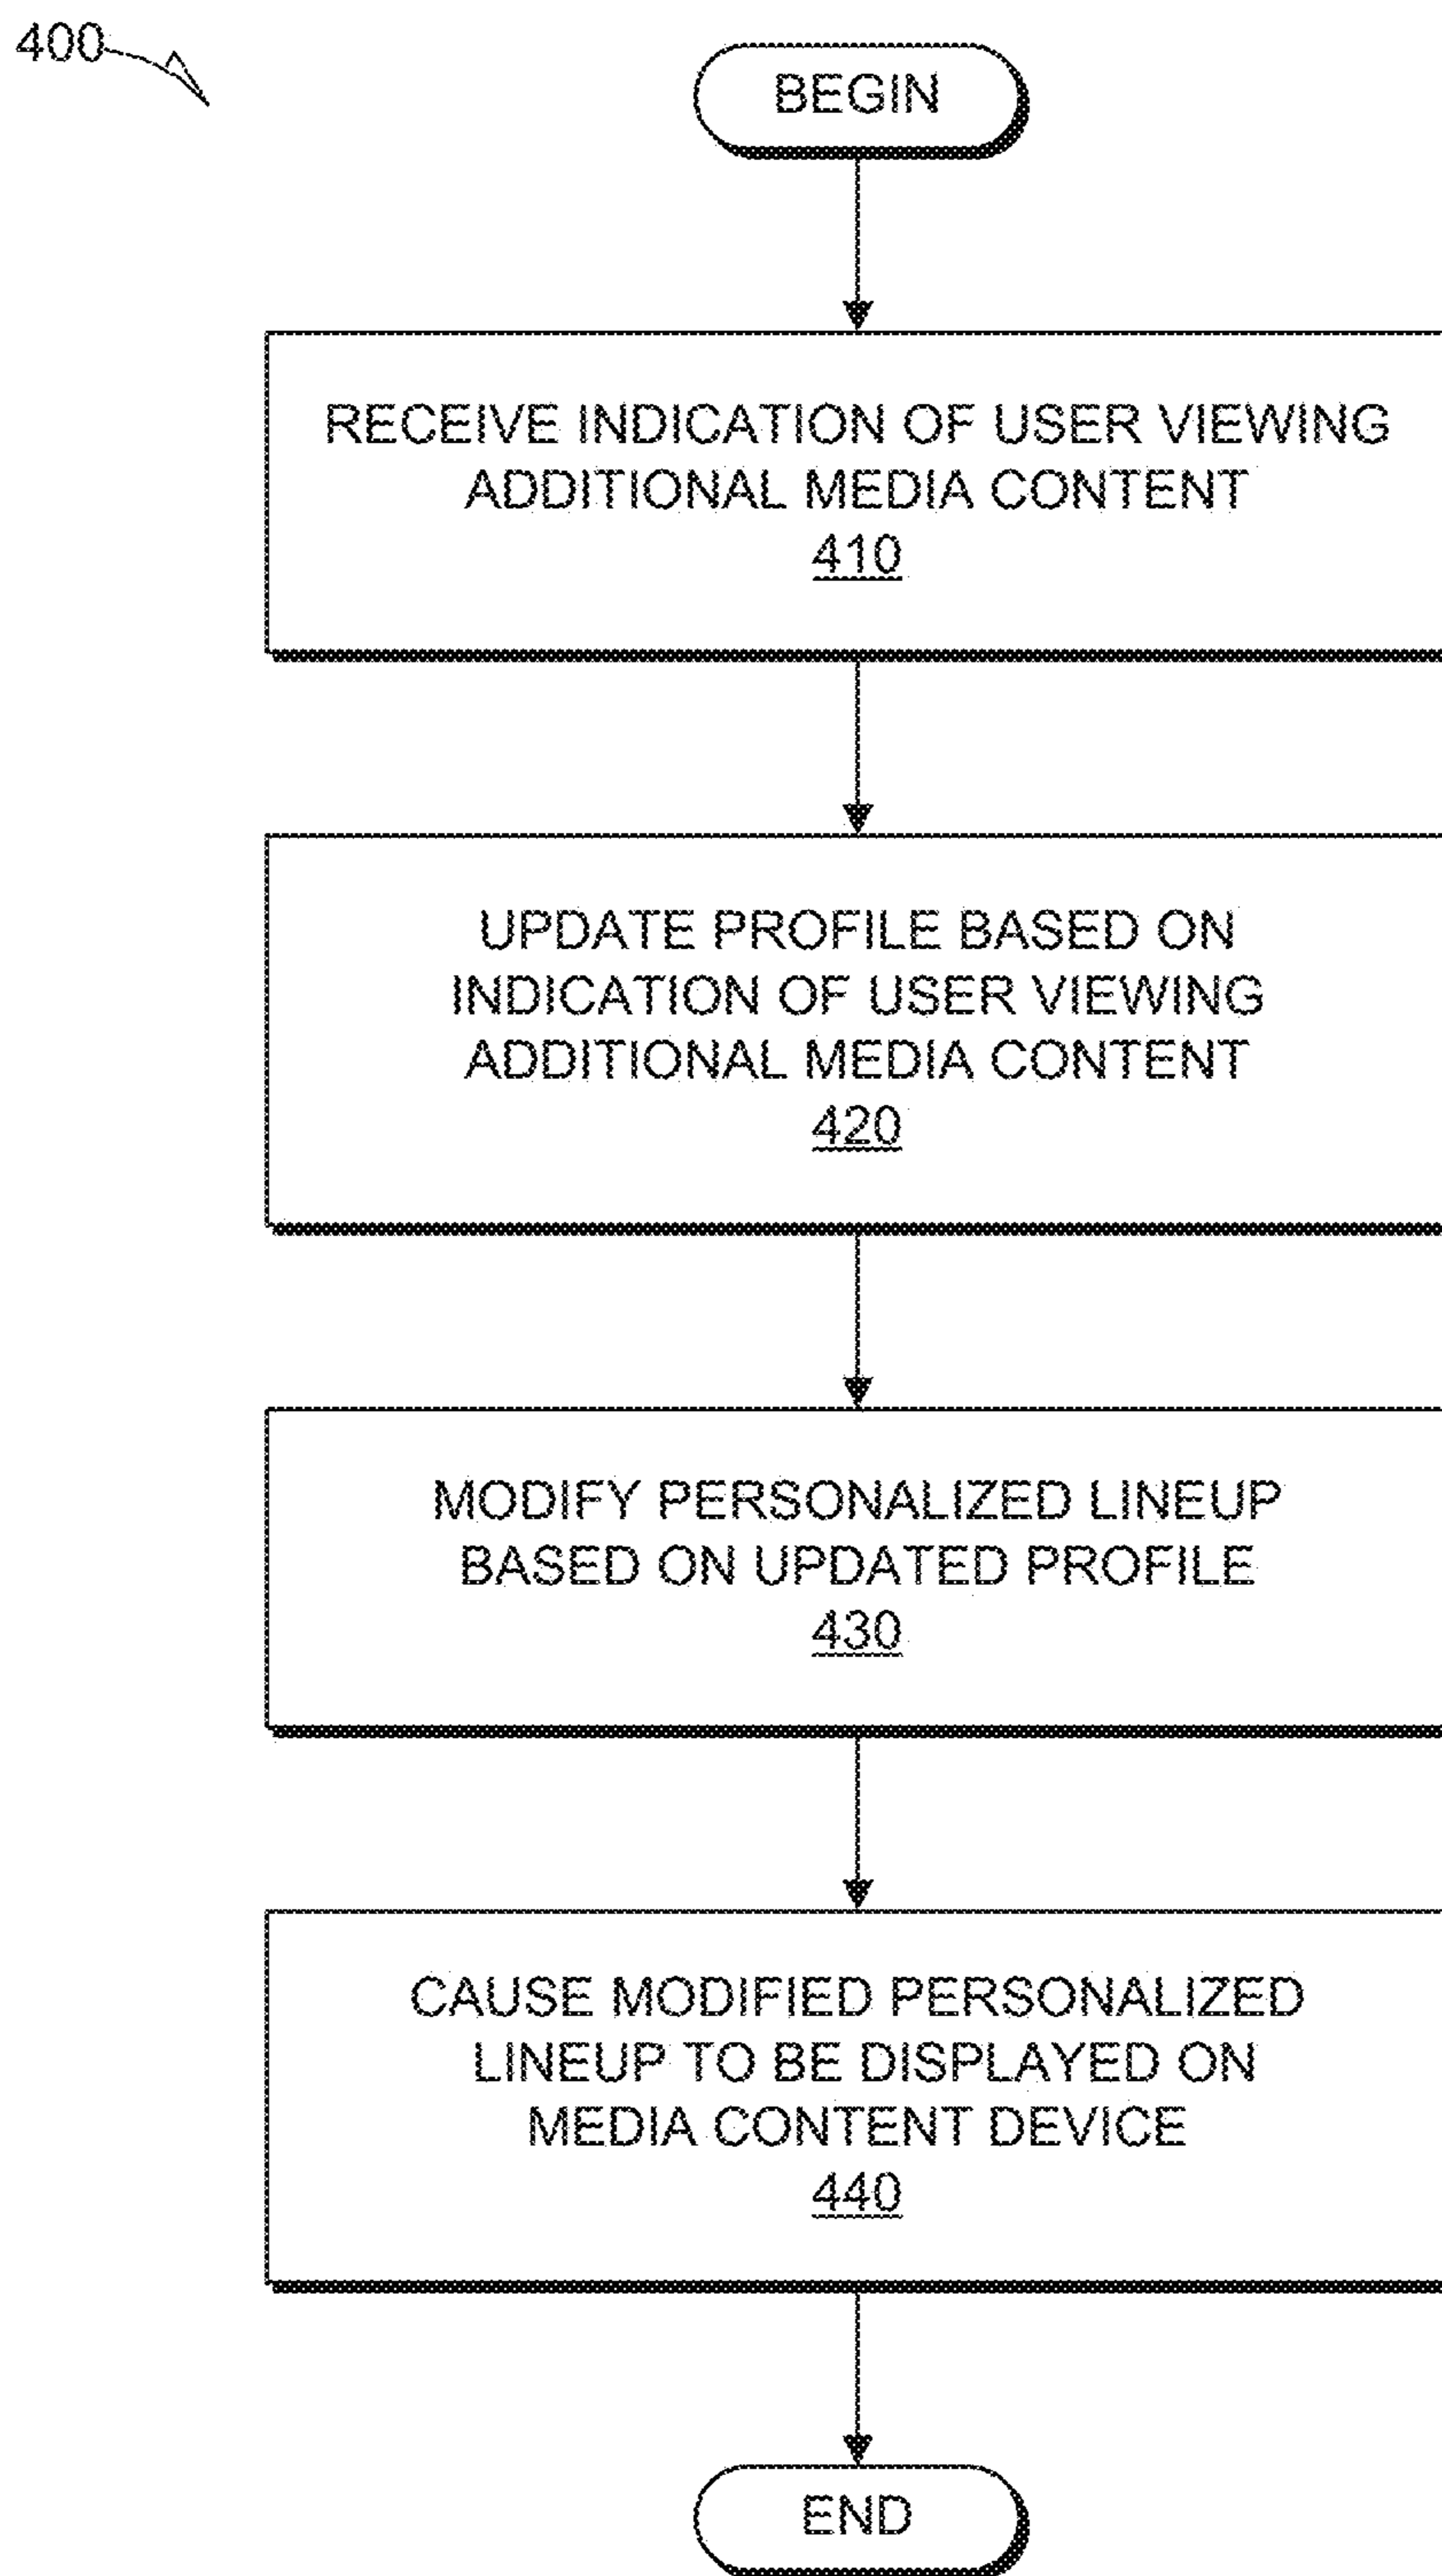 400
BEGIN
RECEIVE INDICATION OF USER VIEWING
ADDITIONAL MEDIA CONTENT
410
UPDATE PROFILE BASED ON
INDICATION OF USER VIEWING
ADDITIONAL MEDIA CONTENT
420
MODIFY PERSONALIZED LINEUP
BASED ON UPDATED PROFILE
430
CAUSE MODIFIED PERSONALIZED
LINEUP TO BE DISPLAYED ON
MEDIA CONTENT DEVICE
440
END